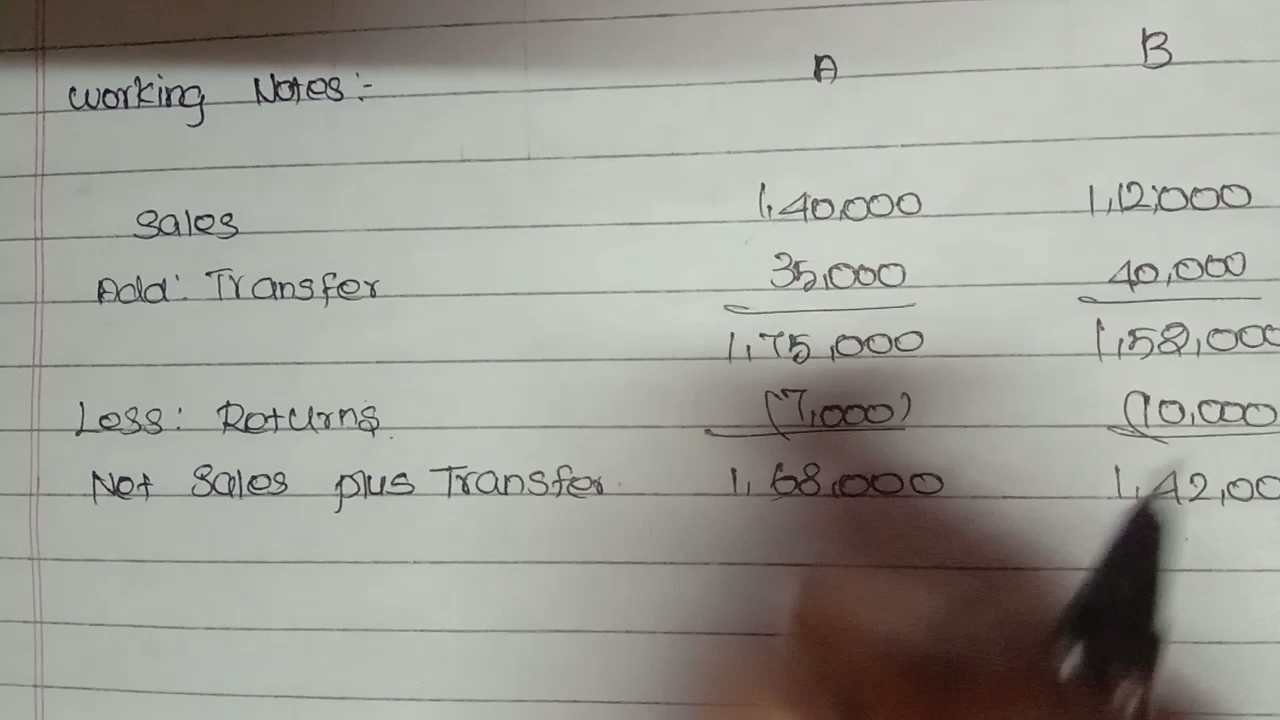 Working Notes:- A B
Sales 1,40,000 1,12,000
Add: Transfer 35,000 40,000
1,75,000 1,52,000
Less: Returns (7,000) (10,000
Net Sales plus Transfer 1,68,000 1,42,00